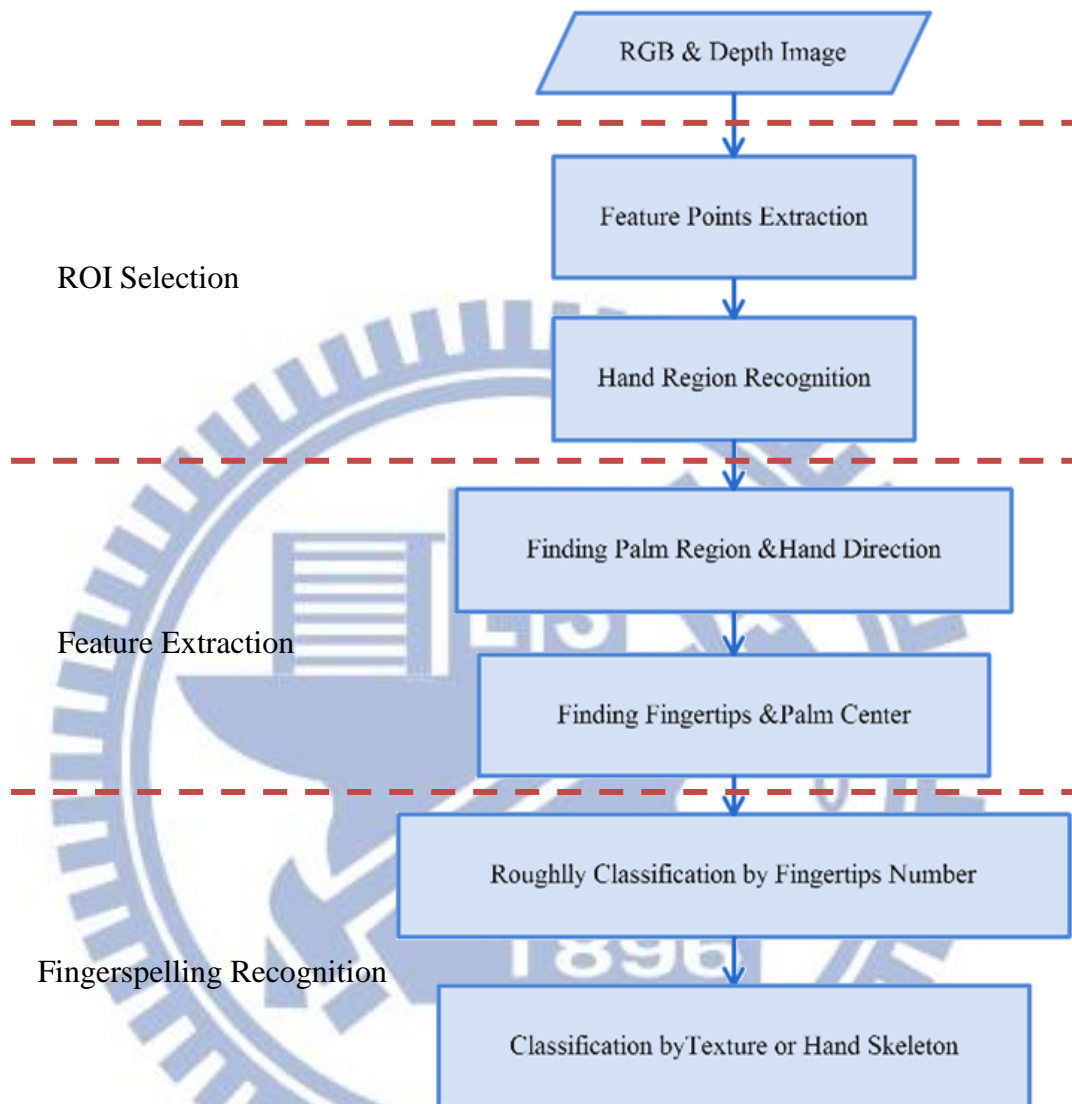 RGB & Depth Image
Feature Points Extraction
ROI Selection
Hand Region Recognition
Finding Palm Region &Hand Direction
Feature Extraction
Finding Fingertips &Palm Center
Roughlly Classification by Fingertips Number
Fingerspelling Recognition
1896
Classification byTexture or Hand Skeleton